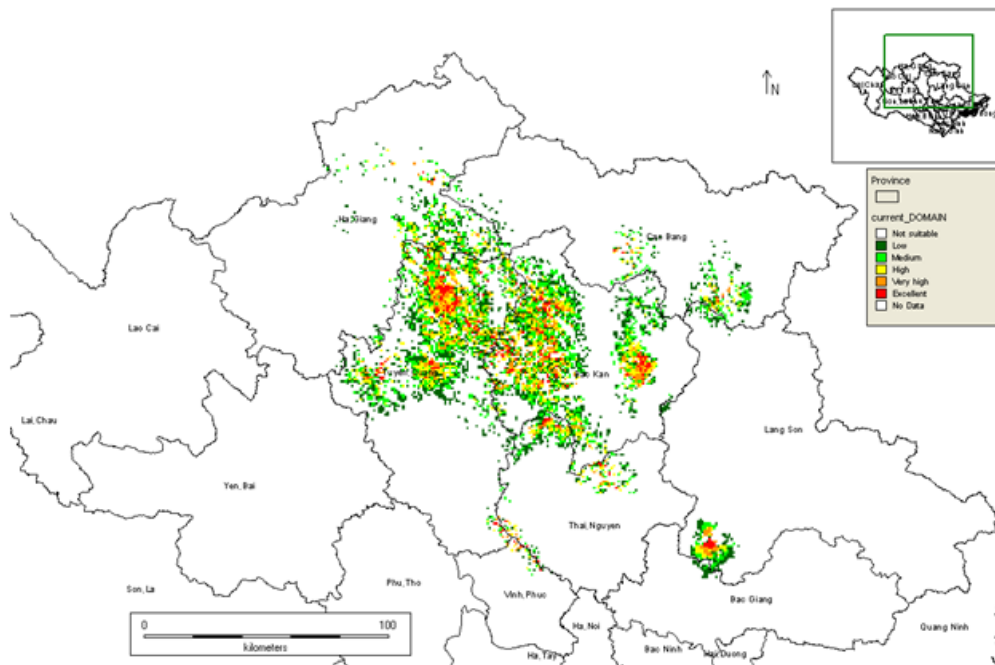 N
Province
current_DOMAIN
Not suitable
Low
Medium
High
Very high
Excellent
No Data
Ha, Giang
Cao Bang
Lao Cai
Kan
Lai, Chau
Lang Son
Yen, Bai
Thai, Nguyen
Son, La
Phu, Tho
Vinh, Phuc
Bac Giang
Ha, Noi
Quang Ninh
Ha, Tay
Bac Ninh
Duong
0
100
kilometers